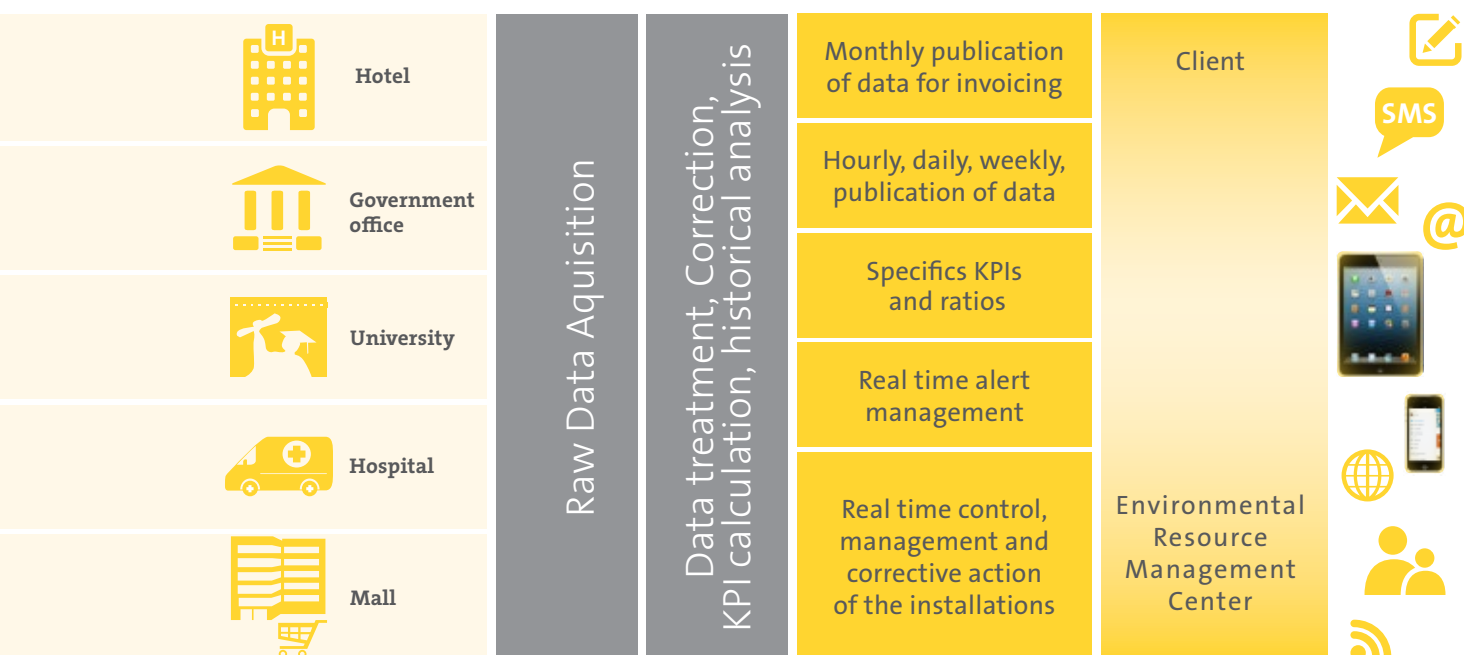 H
Hotel
Government
office
University
Hospital
Mall
Raw Data Aquisition
Data treatment, Correction,
KPI calculation, historical analysis
Monthly publication
of data for invoicing
Hourly, daily, weekly,
publication of data
Specifics KPIs
and ratios
Real time alert
management
Real time control,
management and
corrective action
of the installations
Client
Environmental
Resource
Management
Center
SMS
@